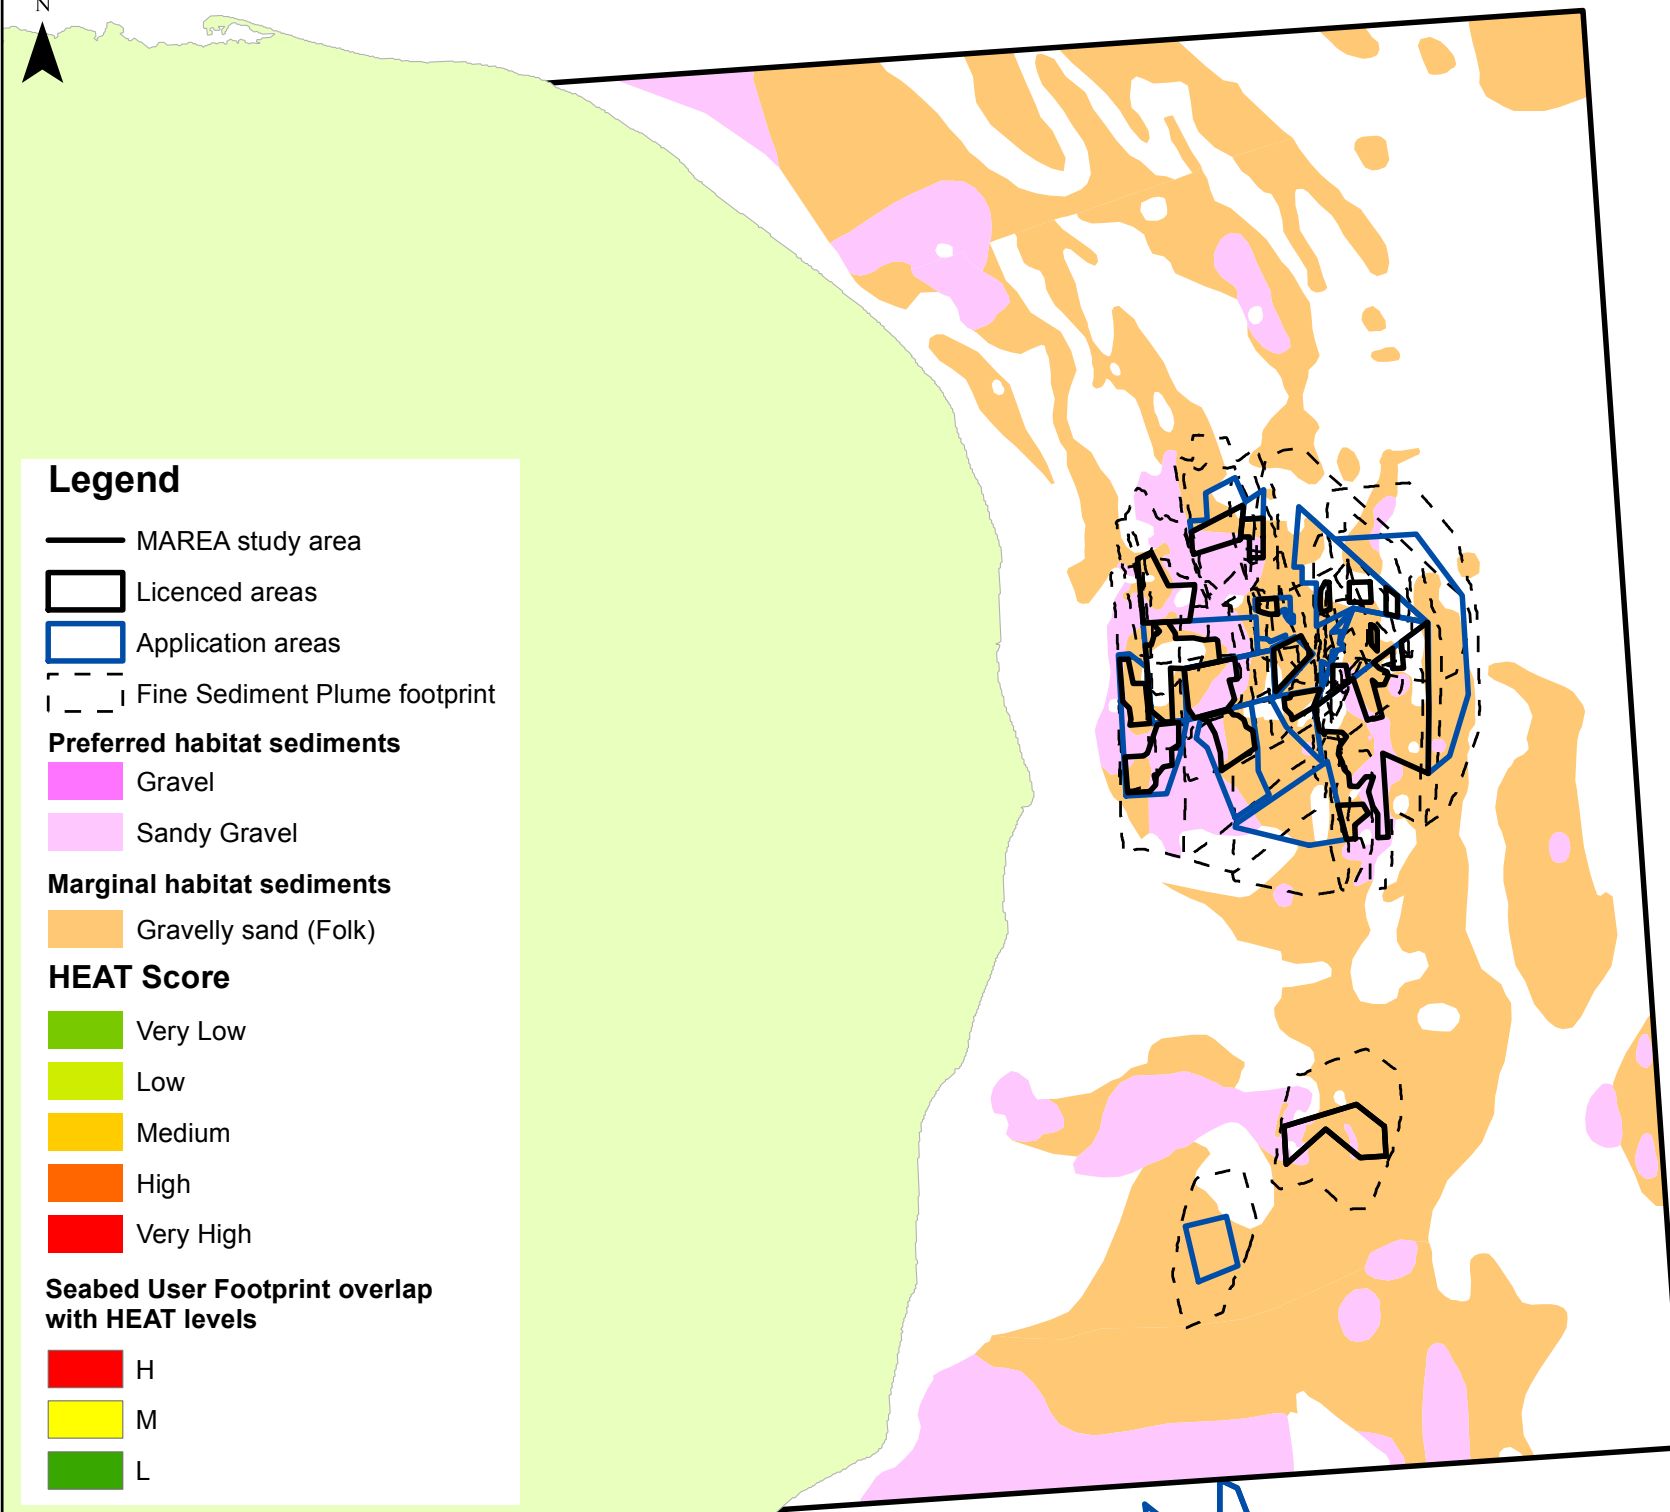 N
Legend
MAREA study area
Licenced areas
Application areas
Fine Sediment Plume footprint
Preferred habitat sediments
Gravel
Sandy Gravel
Marginal habitat sediments
Gravelly sand (Folk)
HEAT Score
Very Low
Low
Medium
High
Very High
Seabed User Footprint overlap
with HEAT levels
H
M
L